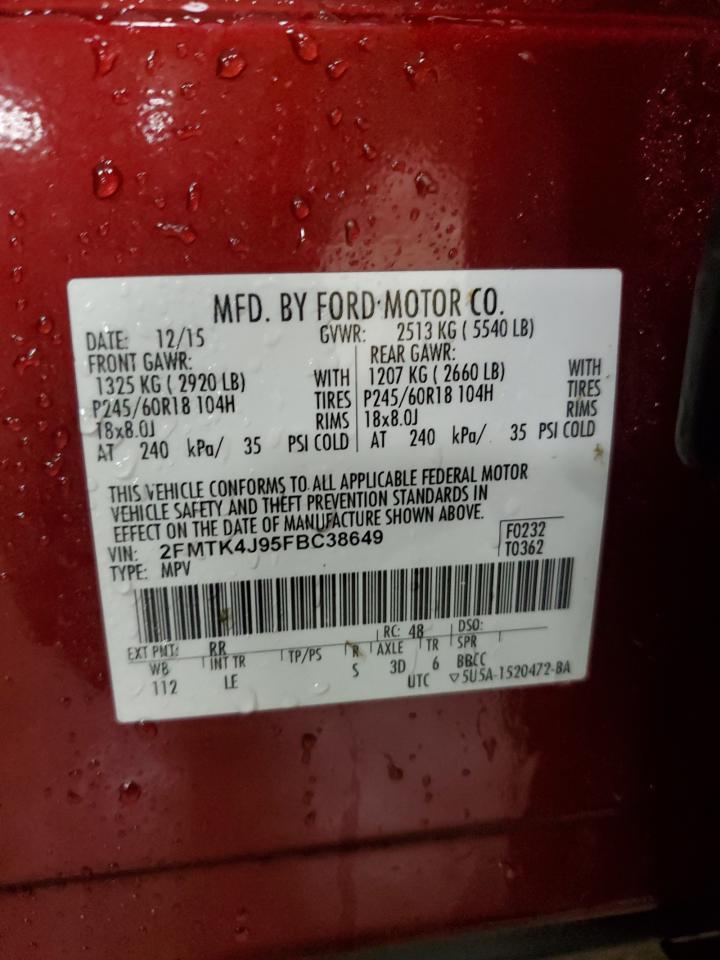 MFD. BY FORD MOTOR CO.
DATE: 12/15 GVWR: 2513 KG ( 5540 LB)
FRONT GAWR: REAR GAWR:
1325 KG ( 2920 LB) WITH 1207 KG ( 2660 LB) WITH
P245/60R18 104H TIRES P245/60R18 104H TIRES
18x8.0J RIMS 18x8.0J RIMS
AT 240 kPa/ 35 PSI COLD AT 240 kPa/ 35 PSI COLD
THIS VEHICLE CONFORMS TO ALL APPLICABLE FEDERAL MOTOR
VEHICLE SAFETY AND THEFT PREVENTION STANDARDS IN
EFFECT ON THE DATE OF MANUFACTURE SHOWN ABOVE.
VIN: 2FMTK4J95FBC38649 F0232
TYPE: MPV T0362
EXT PNT: RR RC: 48 DSO:
WB INT TR TP/PS R AXLE TR SPR
112 LE S 3D 6 BBCC
UTC ▽5U5A-1520472-BA